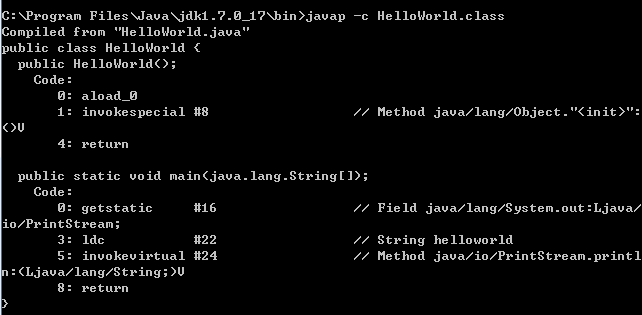 C:\Program Files\Java\jdk1.7.0_17\bin>javap -c HelloWorld.class
Compiled from "HelloWorld.java"
public class HelloWorld {
  public HelloWorld();
    Code:
       0: aload_0
       1: invokespecial #8                  // Method java/lang/Object."<init>":
()V
       4: return

  public static void main(java.lang.String[]);
    Code:
       0: getstatic     #16                 // Field java/lang/System.out:Ljava/
io/PrintStream;
       3: ldc           #22                 // String helloworld
       5: invokevirtual #24                 // Method java/io/PrintStream.printl
n:(Ljava/lang/String;)V
       8: return
}